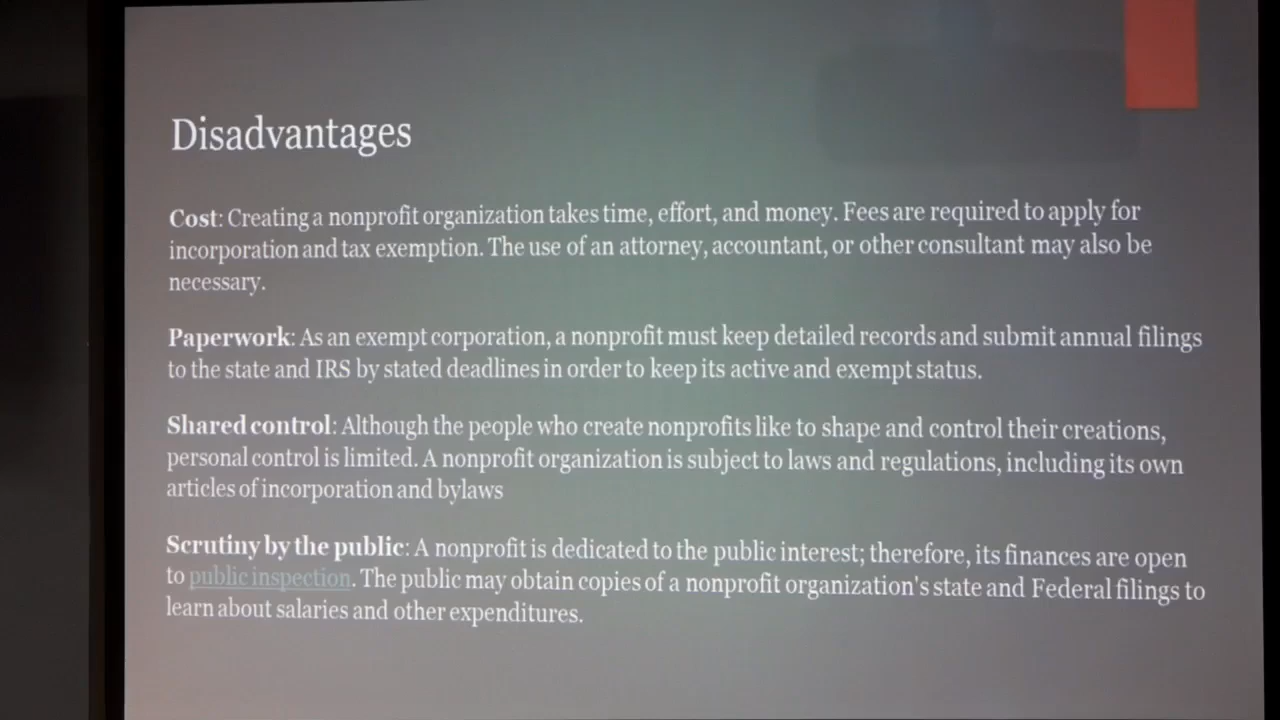 Disadvantages
Cost: Creating a nonprofit organization takes time, effort, and money. Fees are required to apply for
incorporation and tax exemption. The use of an attorney, accountant, or other consultant may also be
necessary.
Paperwork: As an exempt corporation, a nonprofit must keep detailed records and submit annual filings
to the state and IRS by stated deadlines in order to keep its active and exempt status.
Shared control: Although the people who create nonprofits like to shape and control their creations,
personal control is limited. A nonprofit organization is subject to laws and regulations, including its own
articles of incorporation and bylaws
Scrutiny by the public: A nonprofit is dedicated to the public interest; therefore, its finances are open
to public inspection. The public may obtain copies of a nonprofit organization's state and Federal filings to
learn about salaries and other expenditures.